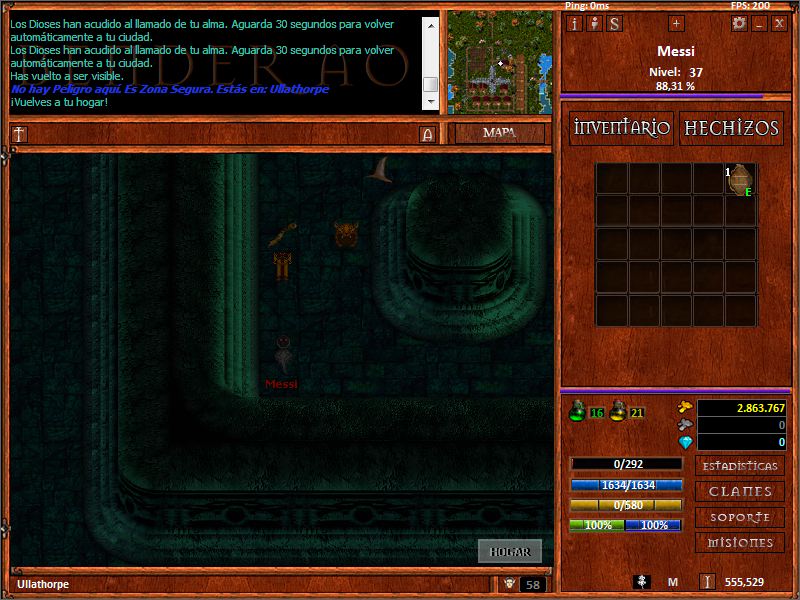 Ping: 0ms
FPS: 200
Los Dioses han acudido al llamado de tu alma. Aguarda 30 segundos para volver
automáticamente a tu ciudad.
Los Dioses han acudido al llamado de tu alma. Aguarda 30 segundos para volver
automáticamente a tu ciudad.
Has vuelto a ser visible.
No hay Peligro aquí. Es Zona Segura. Estás en: Ullathorpe
¡Vuelves a tu hogar!
S
+
_
X
Messi
Nivel: 37
88,31 %
A
MAPA
INVENTARIO
HECHIZOS
1
E
Messi
HOGAR
16
21
2.863.767
0
0
0/292
1634/1634
0/580
100%
100%
ESTADISTICAS
CLANES
SOPORTE
MISIONES
Ullathorpe
58
M
555,529